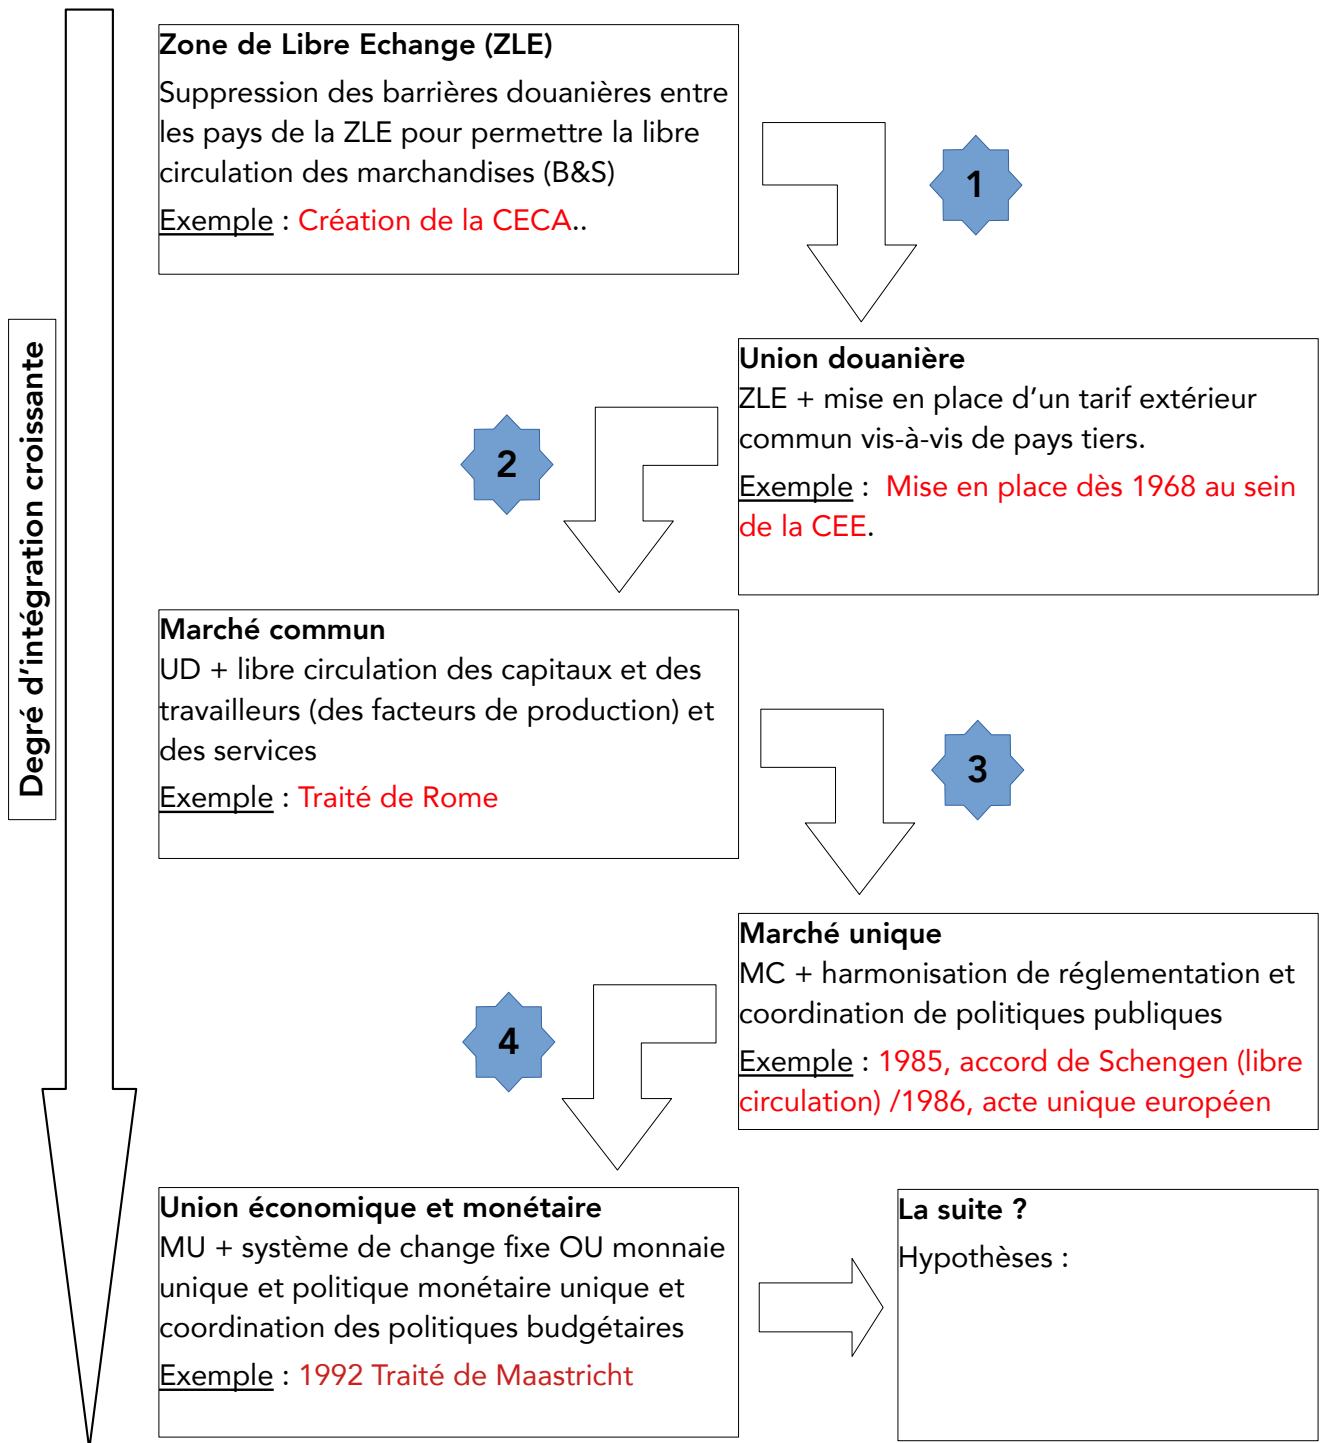 Zone de Libre Echange (ZLE)
Suppression des barrières douanières entre
les pays de la ZLE pour permettre la libre
circulation des marchandises (B&S)
Exemple : Création de la CECA..
1
Union douanière
ZLE + mise en place d’un tarif extérieur
commun vis-à-vis de pays tiers.
Exemple : Mise en place dès 1968 au sein
de la CEE.
2
Degré d’intégration croissante
Marché commun
UD + libre circulation des capitaux et des
travailleurs (des facteurs de production) et
des services
Exemple : Traité de Rome
3
Marché unique
MC + harmonisation de réglementation et
coordination de politiques publiques
Exemple : 1985, accord de Schengen (libre
circulation) /1986, acte unique européen
4
Union économique et monétaire
MU + système de change fixe OU monnaie
unique et politique monétaire unique et
coordination des politiques budgétaires
Exemple : 1992 Traité de Maastricht
La suite ?
Hypothèses :